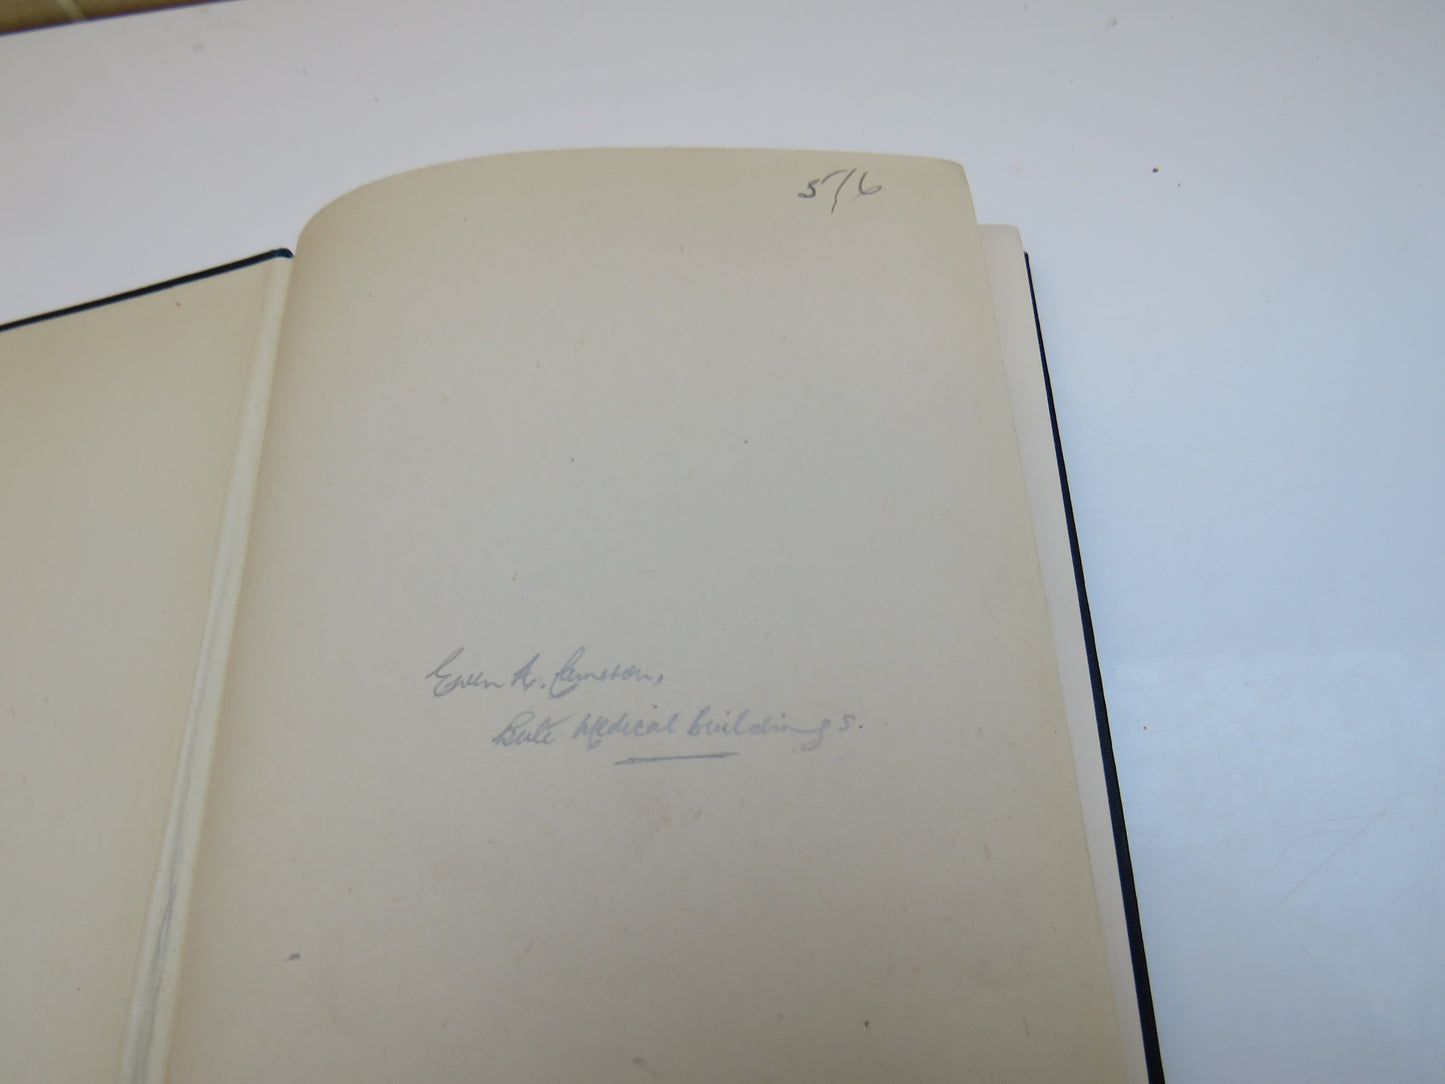 5/6
Ewen A. Cameron,
Bute Medical Buildings.